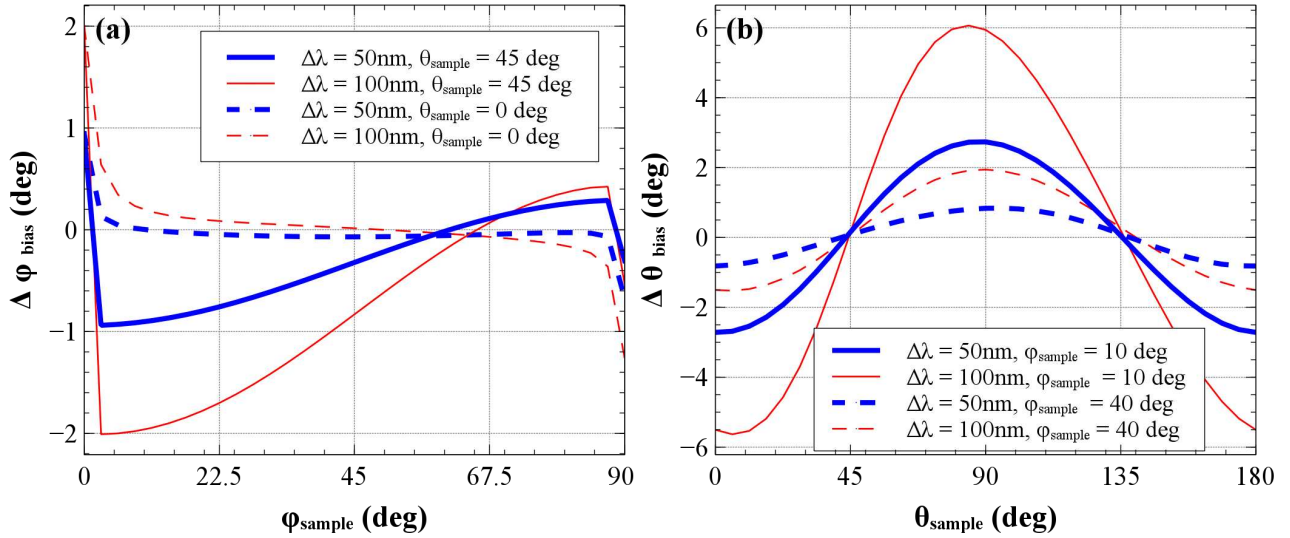 (a)
Δλ = 50nm, θsample = 45 deg
Δλ = 100nm, θsample = 45 deg
Δλ = 50nm, θsample = 0 deg
Δλ = 100nm, θsample = 0 deg
2
1
0
−1
−2
Δ φ bias (deg)
0
22.5
45
67.5
90
φsample (deg)
(b)
6
4
2
0
−2
−4
−6
Δ θ bias (deg)
Δλ = 50nm, φsample = 10 deg
Δλ = 100nm, φsample = 10 deg
Δλ = 50nm, φsample = 40 deg
Δλ = 100nm, φsample = 40 deg
0
45
90
135
180
θsample (deg)